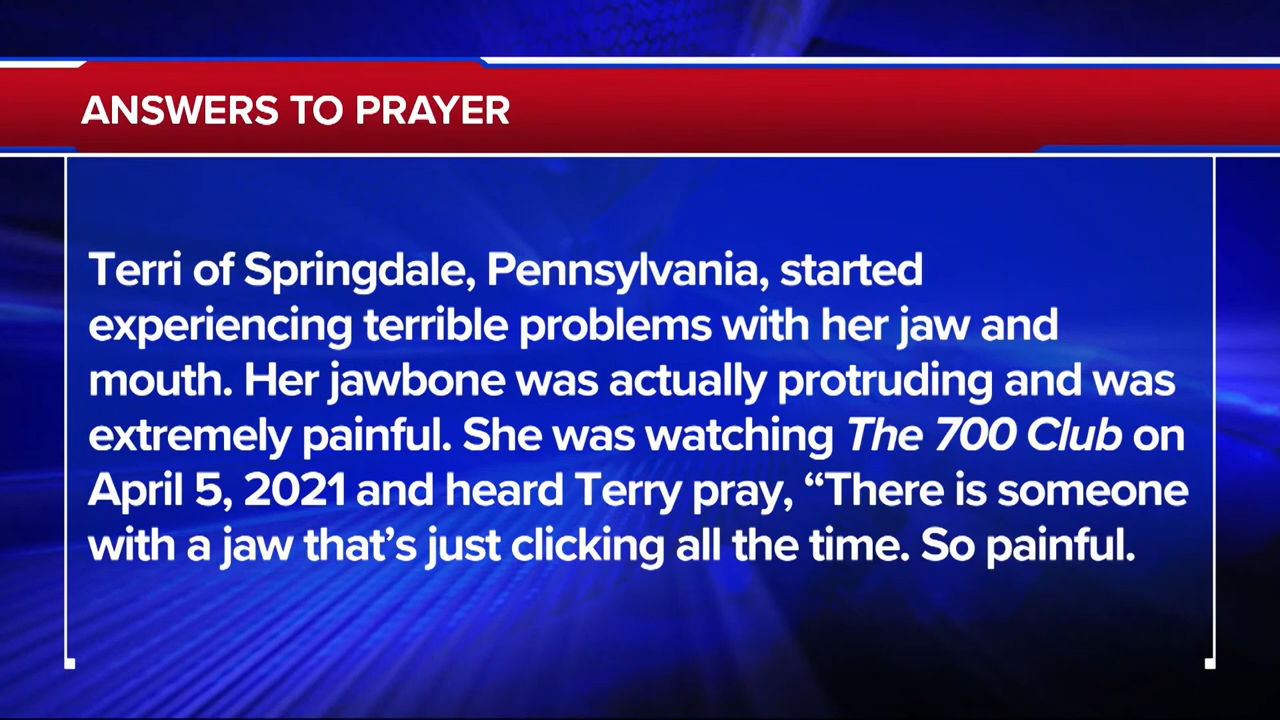 ANSWERS TO PRAYER
Terri of Springdale, Pennsylvania, started
experiencing terrible problems with her jaw and
mouth. Her jawbone was actually protruding and was
extremely painful. She was watching The 700 Club on
April 5, 2021 and heard Terry pray, “There is someone
with a jaw that’s just clicking all the time. So painful.